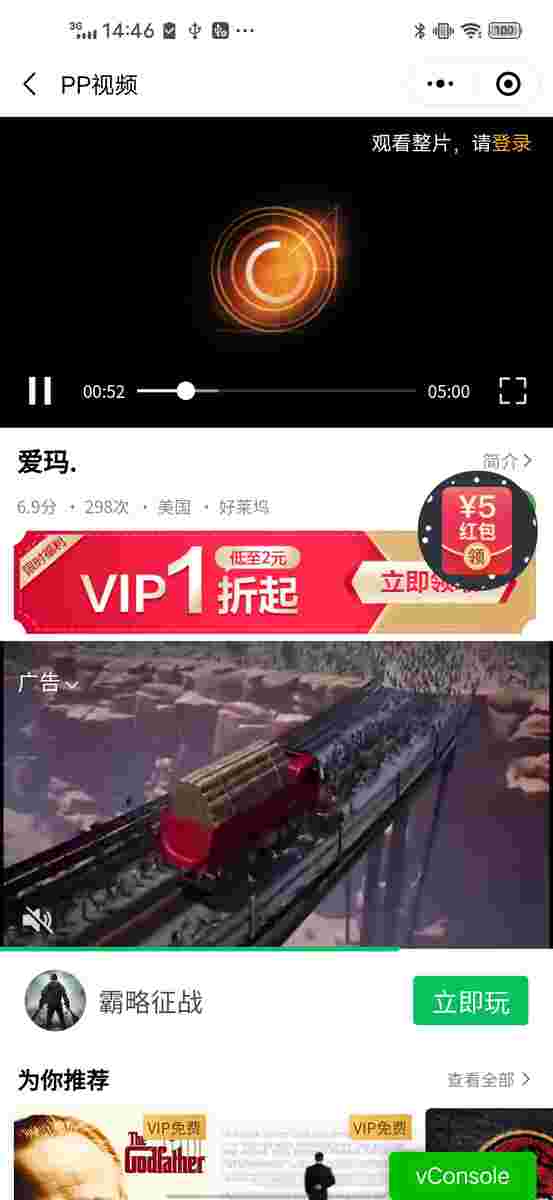 3G 14:46 100
PP视频
观看整片，请登录
00:52 05:00
爱玛.
简介
6.9分 · 298次 · 美国 · 好莱坞
¥5
红包
领
限时福利
VIP1折起
低至2元
立即领
广告
霸略征战
立即玩
为你推荐
查看全部
VIP免费
The
Godfather
VIP免费
vConsole